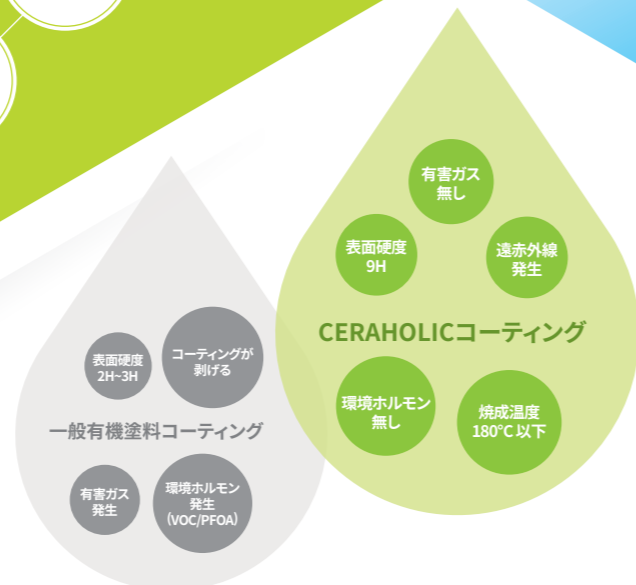 有害ガス
無し
表面硬度
9H
遠赤外線
発生
CERAHOLICコーティング
環境ホルモン
無し
焼成温度
180℃ 以下
表面硬度
2H~3H
コーティングが
剥げる
一般有機塗料コーティング
有害ガス
発生
環境ホルモン
発生
(VOC/PFOA)